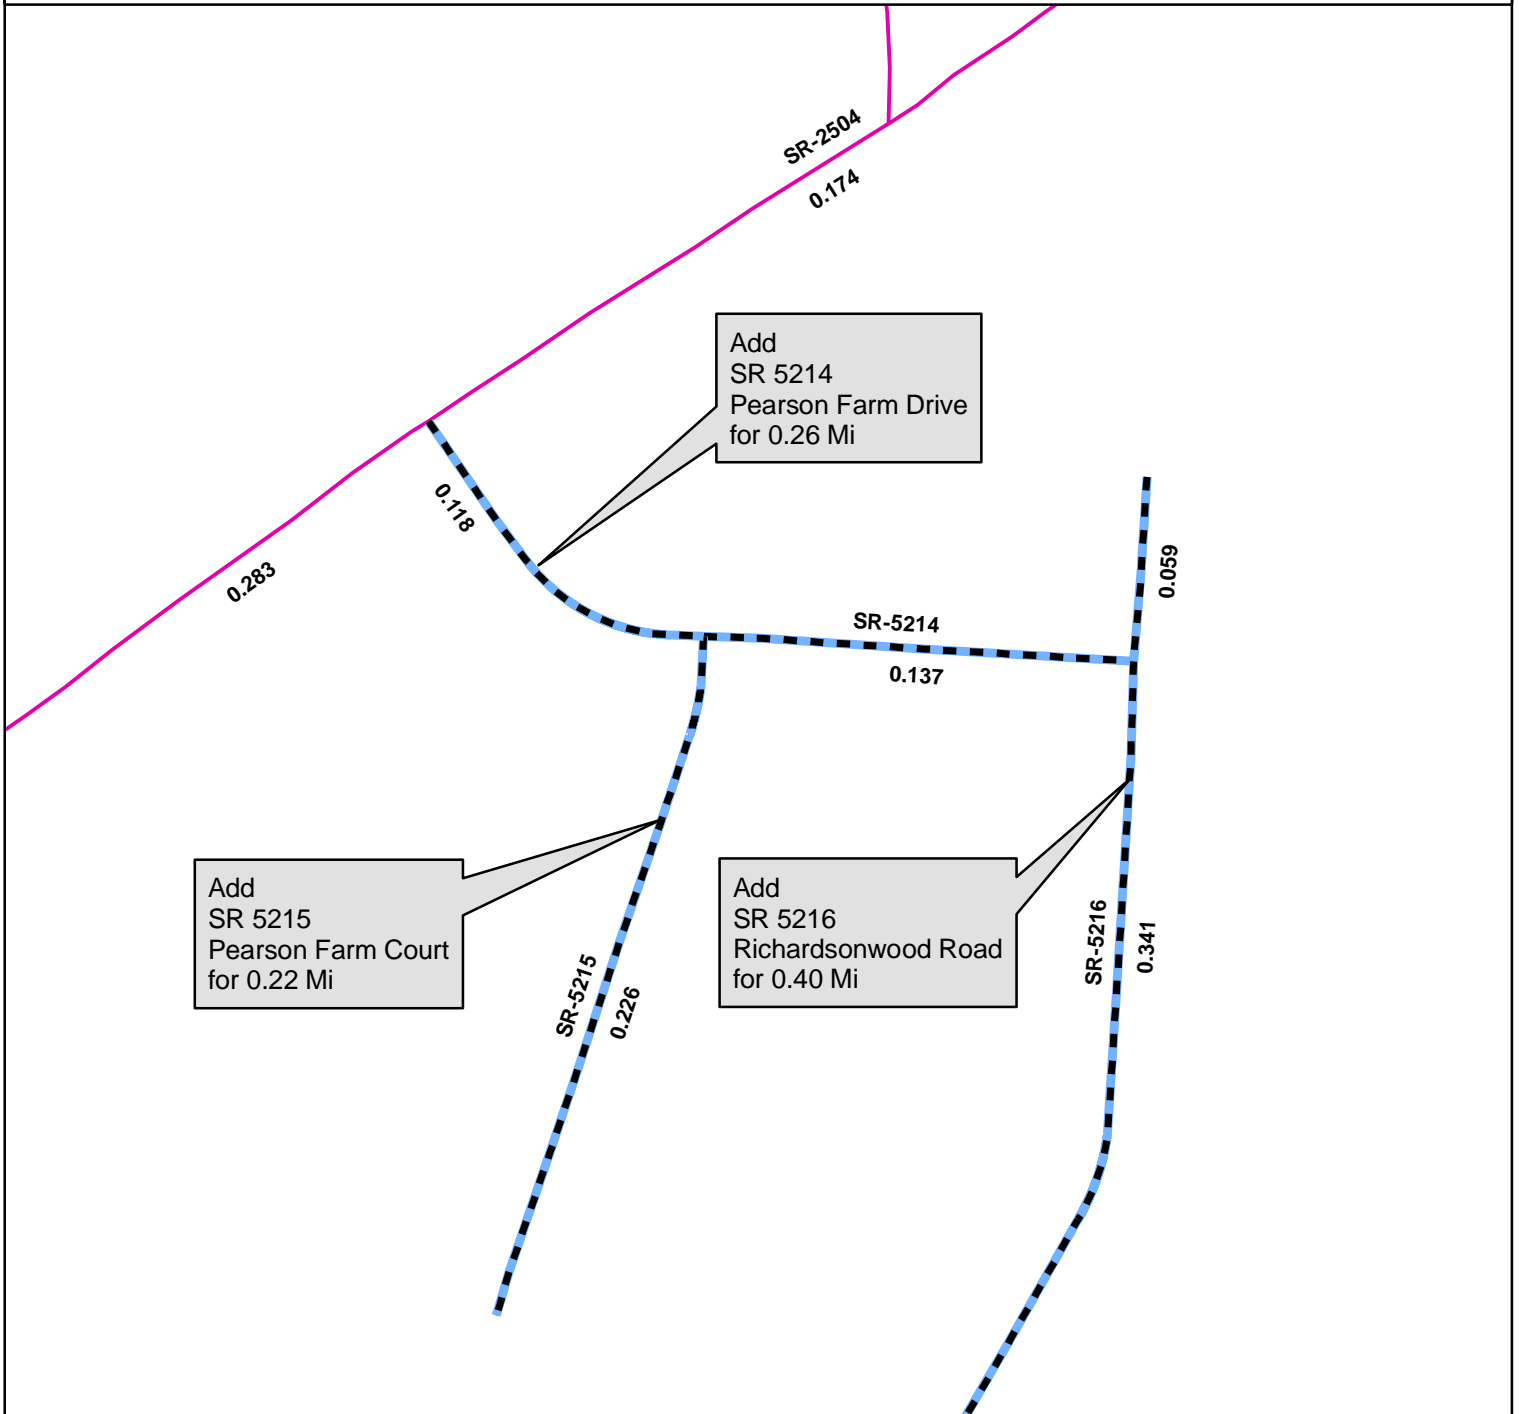 SR-2504
0.174
Add
SR 5214
Pearson Farm Drive
for 0.26 Mi
0.118
0.283
0.059
SR-5214
0.137
Add
SR 5215
Pearson Farm Court
for 0.22 Mi
Add
SR 5216
Richardsonwood Road
for 0.40 Mi
SR-5215
0.226
SR-5216
0.341